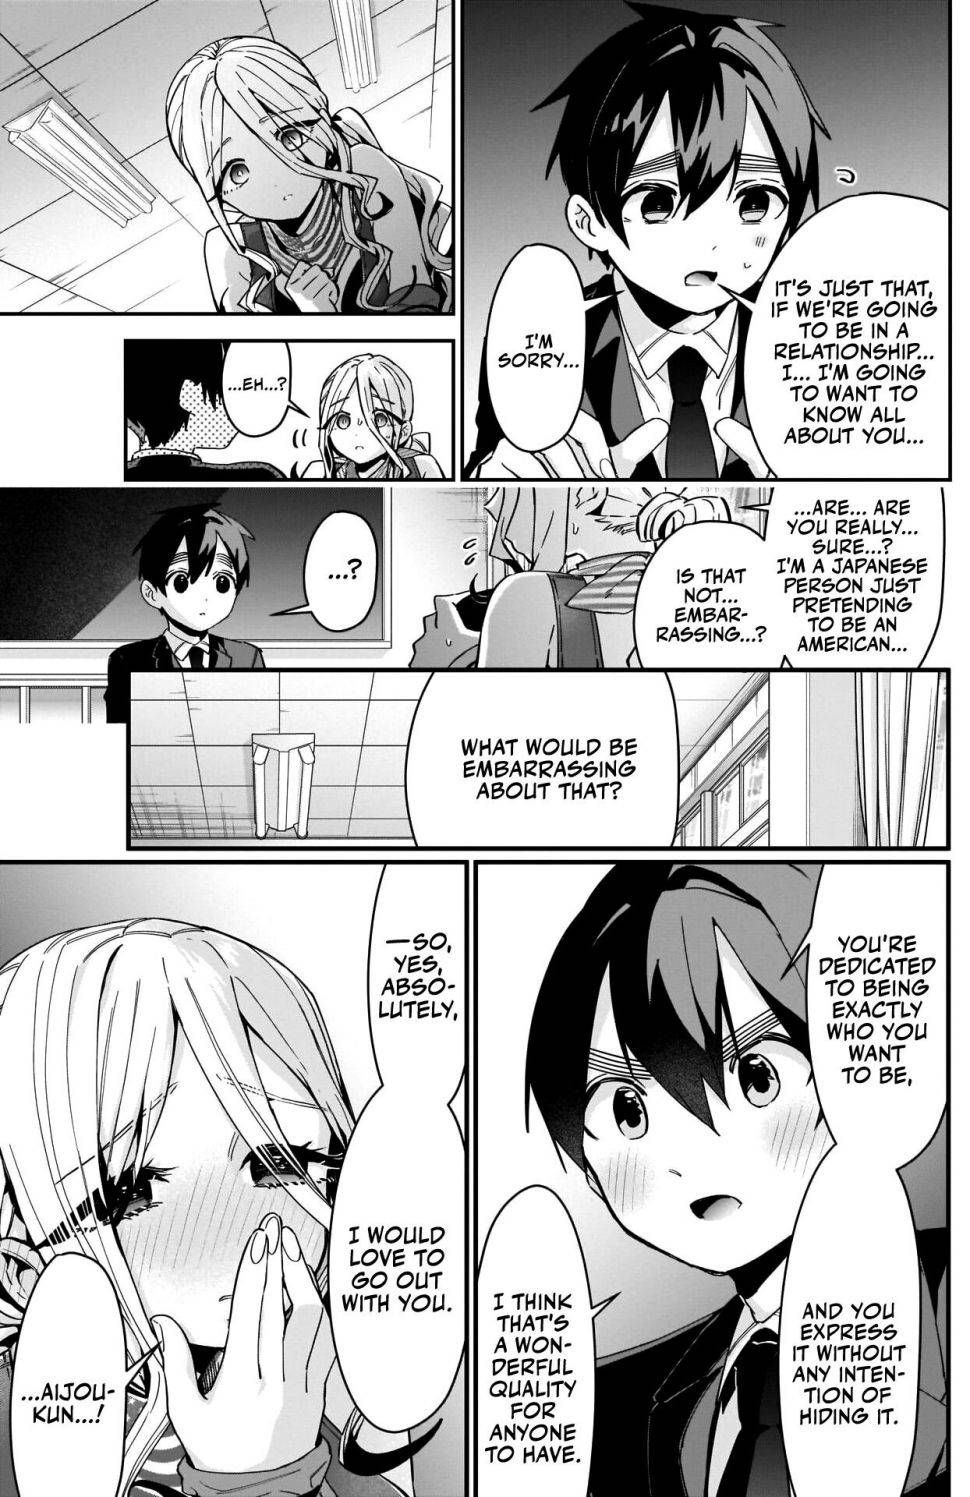 IT'S JUST THAT,
IF WE'RE GOING
TO BE IN A
RELATIONSHIP...
I... I'M GOING
TO WANT TO
KNOW ALL
ABOUT YOU...
I'M
SORRY...
...EH...?
...ARE... ARE
YOU REALLY...
SURE...?
I'M A JAPANESE
PERSON JUST
PRETENDING
TO BE AN
AMERICAN...
IS THAT
NOT...
EMBAR-
RASSING...?
...?
WHAT WOULD BE
EMBARRASSING
ABOUT THAT?
YOU'RE
DEDICATED
TO BEING
EXACTLY
WHO YOU
WANT
TO BE,
AND YOU
EXPRESS
IT WITHOUT
ANY INTEN-
TION OF
HIDING IT.
I THINK
THAT'S
A WON-
DERFUL
QUALITY
FOR
ANYONE
TO HAVE.
—SO,
YES,
ABSO-
LUTELY,
I WOULD
LOVE TO
GO OUT
WITH YOU.
...AIJOU-
KUN...!